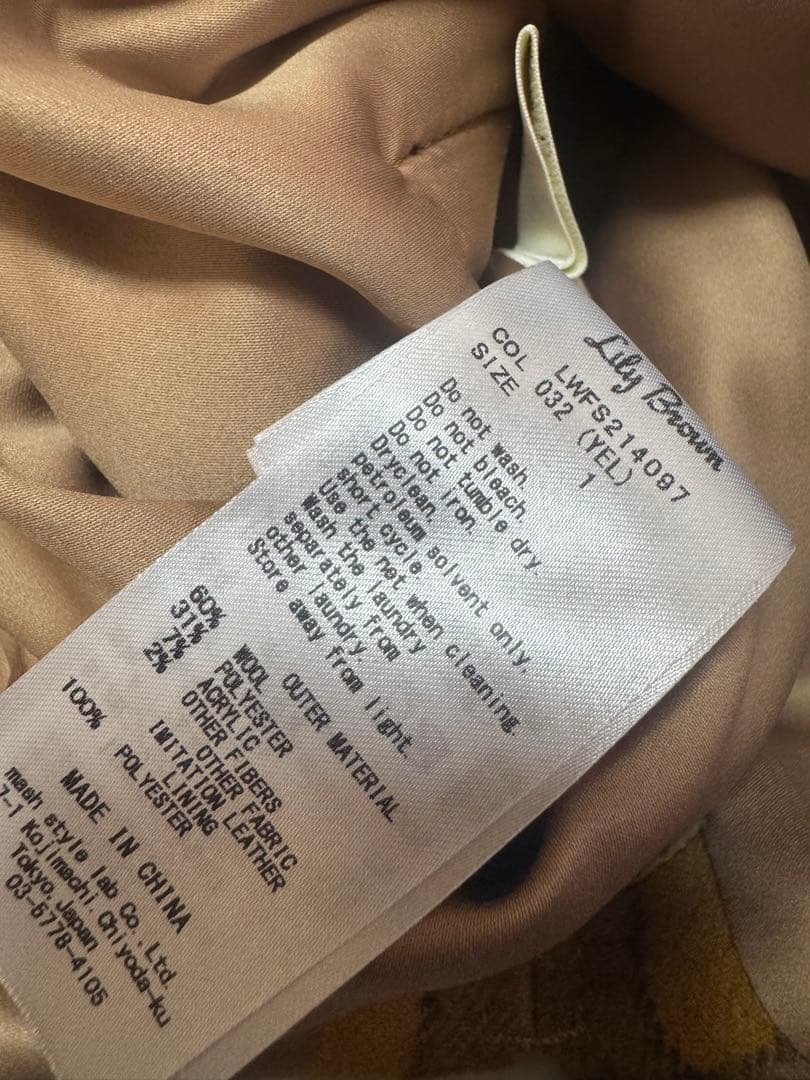 Lily Brown
LWFS214097
COL 032 (YEL)
SIZE 1
Do not wash.
Do not bleach.
Do not tumble dry.
Do not iron.
Dryclean,
petroleum solvent only,
short cycle.
Use the net when cleaning.
Wash the laundry
separately from
other laundry.
Store away from light.
OUTER MATERIAL
60% WOOL
31% POLYESTER
7% ACRYLIC
2% OTHER FIBERS
OTHER FABRIC
IMITATION LEATHER
LINING
100% POLYESTER
MADE IN CHINA
mash style lab Co.,Ltd.
7-1 Kojimachi, Chiyoda-ku
Tokyo,Japan
03-5778-4105